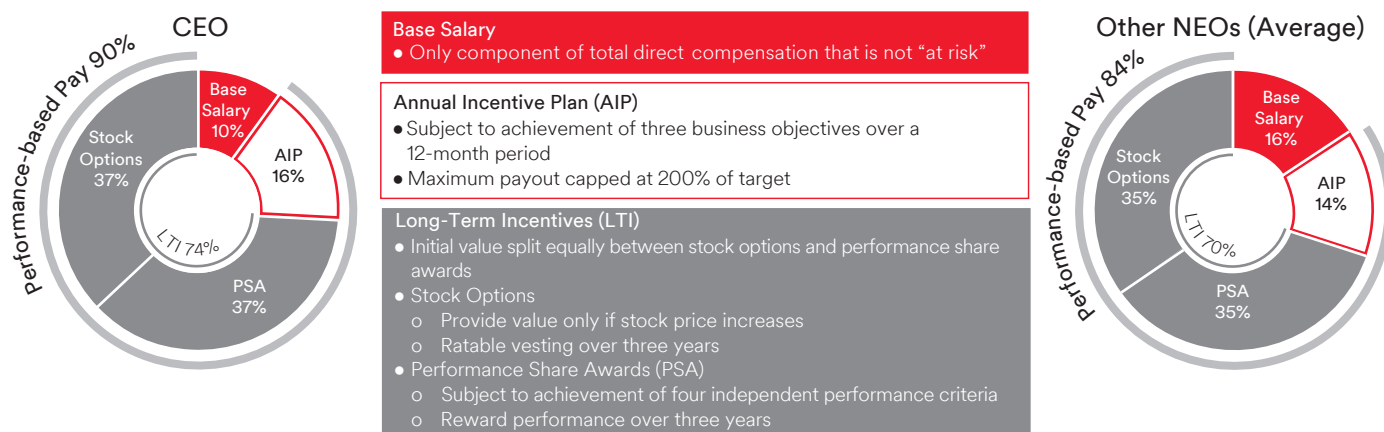 CEO
Performance-based Pay 90%
Base
Salary
10%
AIP
16%
PSA
37%
Stock
Options
37%
LTI 74%
Base Salary
● Only component of total direct compensation that is not “at risk”
Annual Incentive Plan (AIP)
● Subject to achievement of three business objectives over a
12-month period
● Maximum payout capped at 200% of target
Long-Term Incentives (LTI)
● Initial value split equally between stock options and performance share
awards
● Stock Options
o Provide value only if stock price increases
o Ratable vesting over three years
● Performance Share Awards (PSA)
o Subject to achievement of four independent performance criteria
o Reward performance over three years
Other NEOs (Average)
Performance-based Pay 84%
Base
Salary
16%
AIP
14%
PSA
35%
Stock
Options
35%
LTI 70%